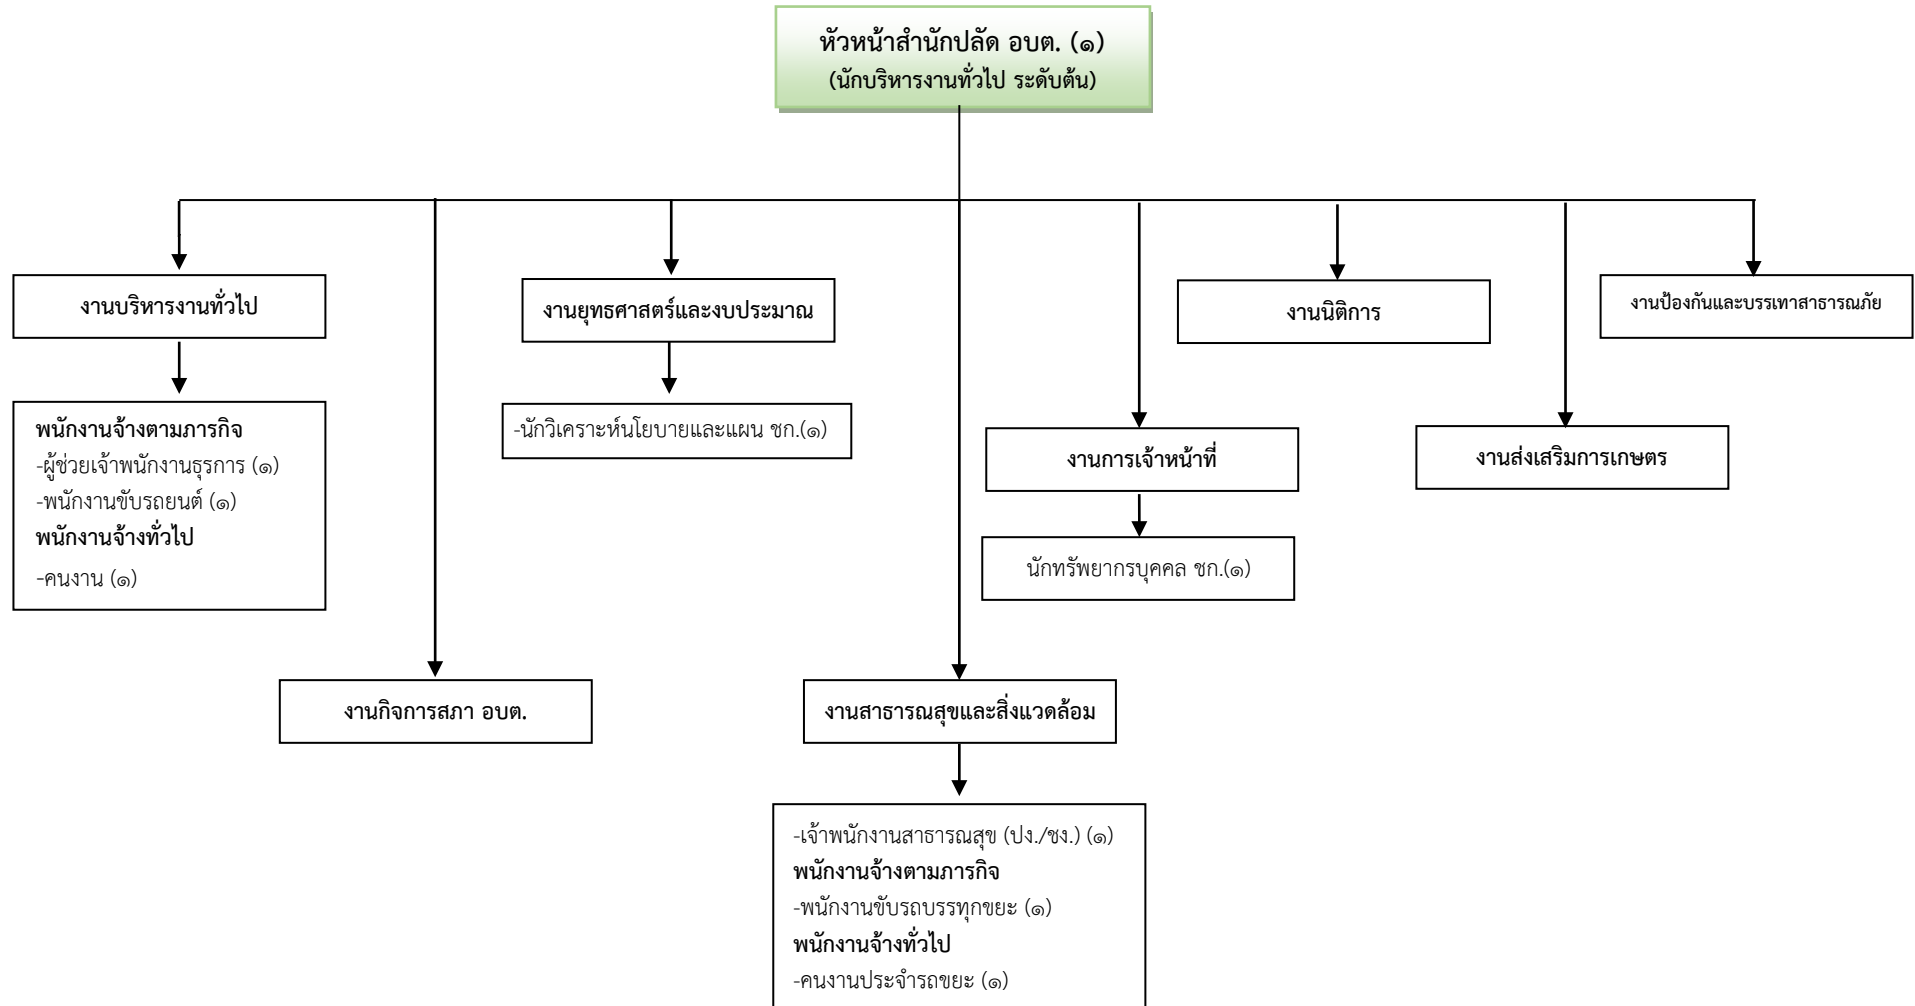 หัวหน้าสำนักปลัด อบต. (๑)
(นักบริหารงานทั่วไป ระดับต้น)
งานบริหารงานทั่วไป
พนักงานจ้างตามภารกิจ
-ผู้ช่วยเจ้าพนักงานธุรการ (๑)
-พนักงานขับรถยนต์ (๑)
พนักงานจ้างทั่วไป
-คนงาน (๑)
งานกิจการสภา อบต.
งานยุทธศาสตร์และงบประมาณ
-นักวิเคราะห์นโยบายและแผน ชก.(๑)
งานสาธารณสุขและสิ่งแวดล้อม
-เจ้าพนักงานสาธารณสุข (ปง./ชง.) (๑)
พนักงานจ้างตามภารกิจ
-พนักงานขับรถบรรทุกขยะ (๑)
พนักงานจ้างทั่วไป
-คนงานประจำรถขยะ (๑)
งานการเจ้าหน้าที่
นักทรัพยากรบุคคล ชก.(๑)
งานนิติการ
งานส่งเสริมการเกษตร
งานป้องกันและบรรเทาสาธารณภัย